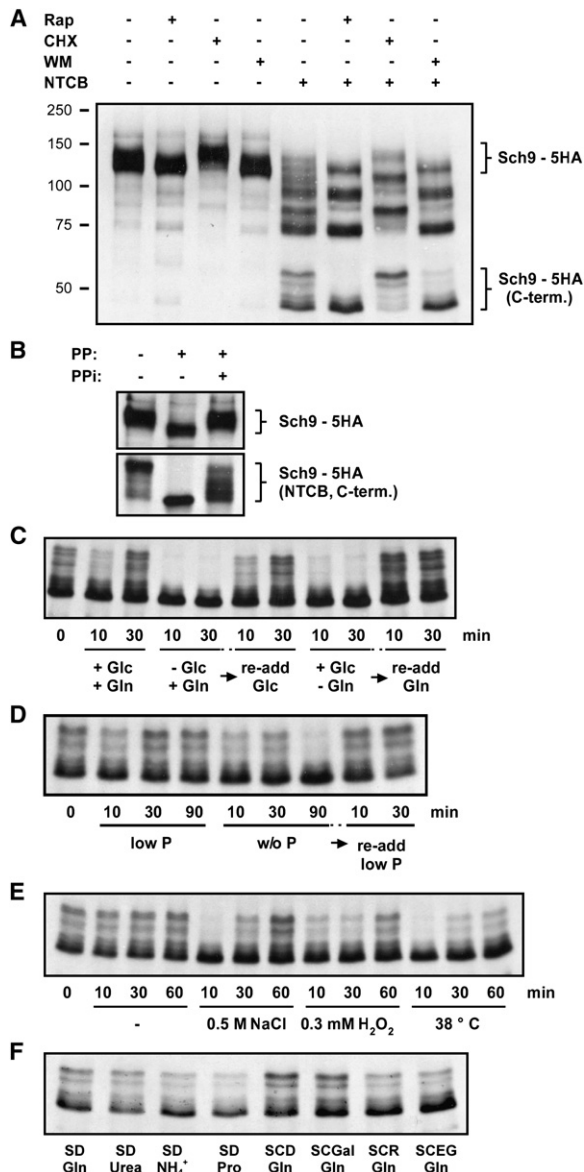 A
Rap - + - - - + - -
CHX - - + - - - + -
WM - - - + - - - +
NTCB - - - - + + + +
250
150
100
75
50
Sch9 - 5HA
Sch9 - 5HA
(C-term.)
B
PP: - + +
PPi: - - +
Sch9 - 5HA
Sch9 - 5HA
(NTCB, C-term.)
C
0 10 30 10 30 10 30 10 30 10 30 min
+ Glc - Glc re-add + Glc re-add
+ Gln + Gln Glc - Gln Gln
D
0 10 30 90 10 30 90 10 30 min
low P w/o P re-add
low P
E
0 10 30 60 10 30 60 10 30 60 10 30 60 min
- 0.5 M NaCl 0.3 mM H2O2 38 ° C
F
SD SD SD SD SCD SCGal SCR SCEG
Gln Urea NH4+ Pro Gln Gln Gln Gln